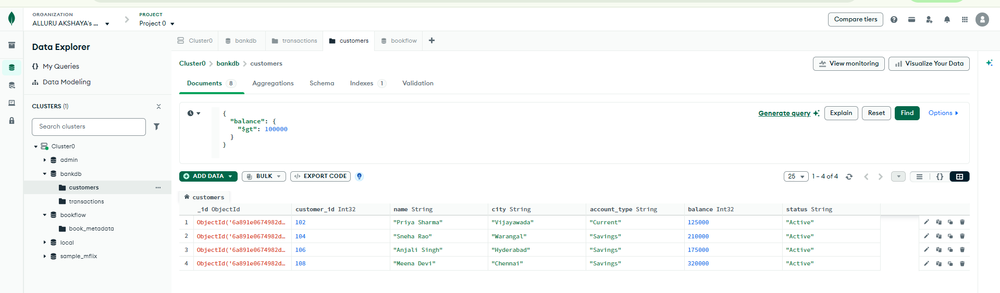 ORGANIZATION
ALLURU AKSHAYA's ...
PROJECT
Project 0
Compare tiers
Data Explorer
{} My Queries
Data Modeling
CLUSTERS (1)
Search clusters
Cluster0
admin
bankdb
customers
transactions
bookflow
book_metadata
local
sample_mflix
Cluster0 bankdb transactions customers bookflow +
Cluster0 > bankdb > customers
View monitoring Visualize Your Data
Documents 8 Aggregations Schema Indexes 1 Validation
{
"balance": {
"$gt": 100000
}
}
Generate query Explain Reset Find Options
ADD DATA BULK </> EXPORT CODE
25 1 – 4 of 4 {}
customers
_id ObjectId customer_id Int32 name String city String account_type String balance Int32 status String
1 ObjectId('6a891e0674982d… 102 "Priya Sharma" "Vijayawada" "Current" 125000 "Active"
2 ObjectId('6a891e0674982d… 104 "Sneha Rao" "Warangal" "Savings" 210000 "Active"
3 ObjectId('6a891e0674982d… 106 "Anjali Singh" "Hyderabad" "Savings" 175000 "Active"
4 ObjectId('6a891e0674982d… 108 "Meena Devi" "Chennai" "Savings" 320000 "Active"